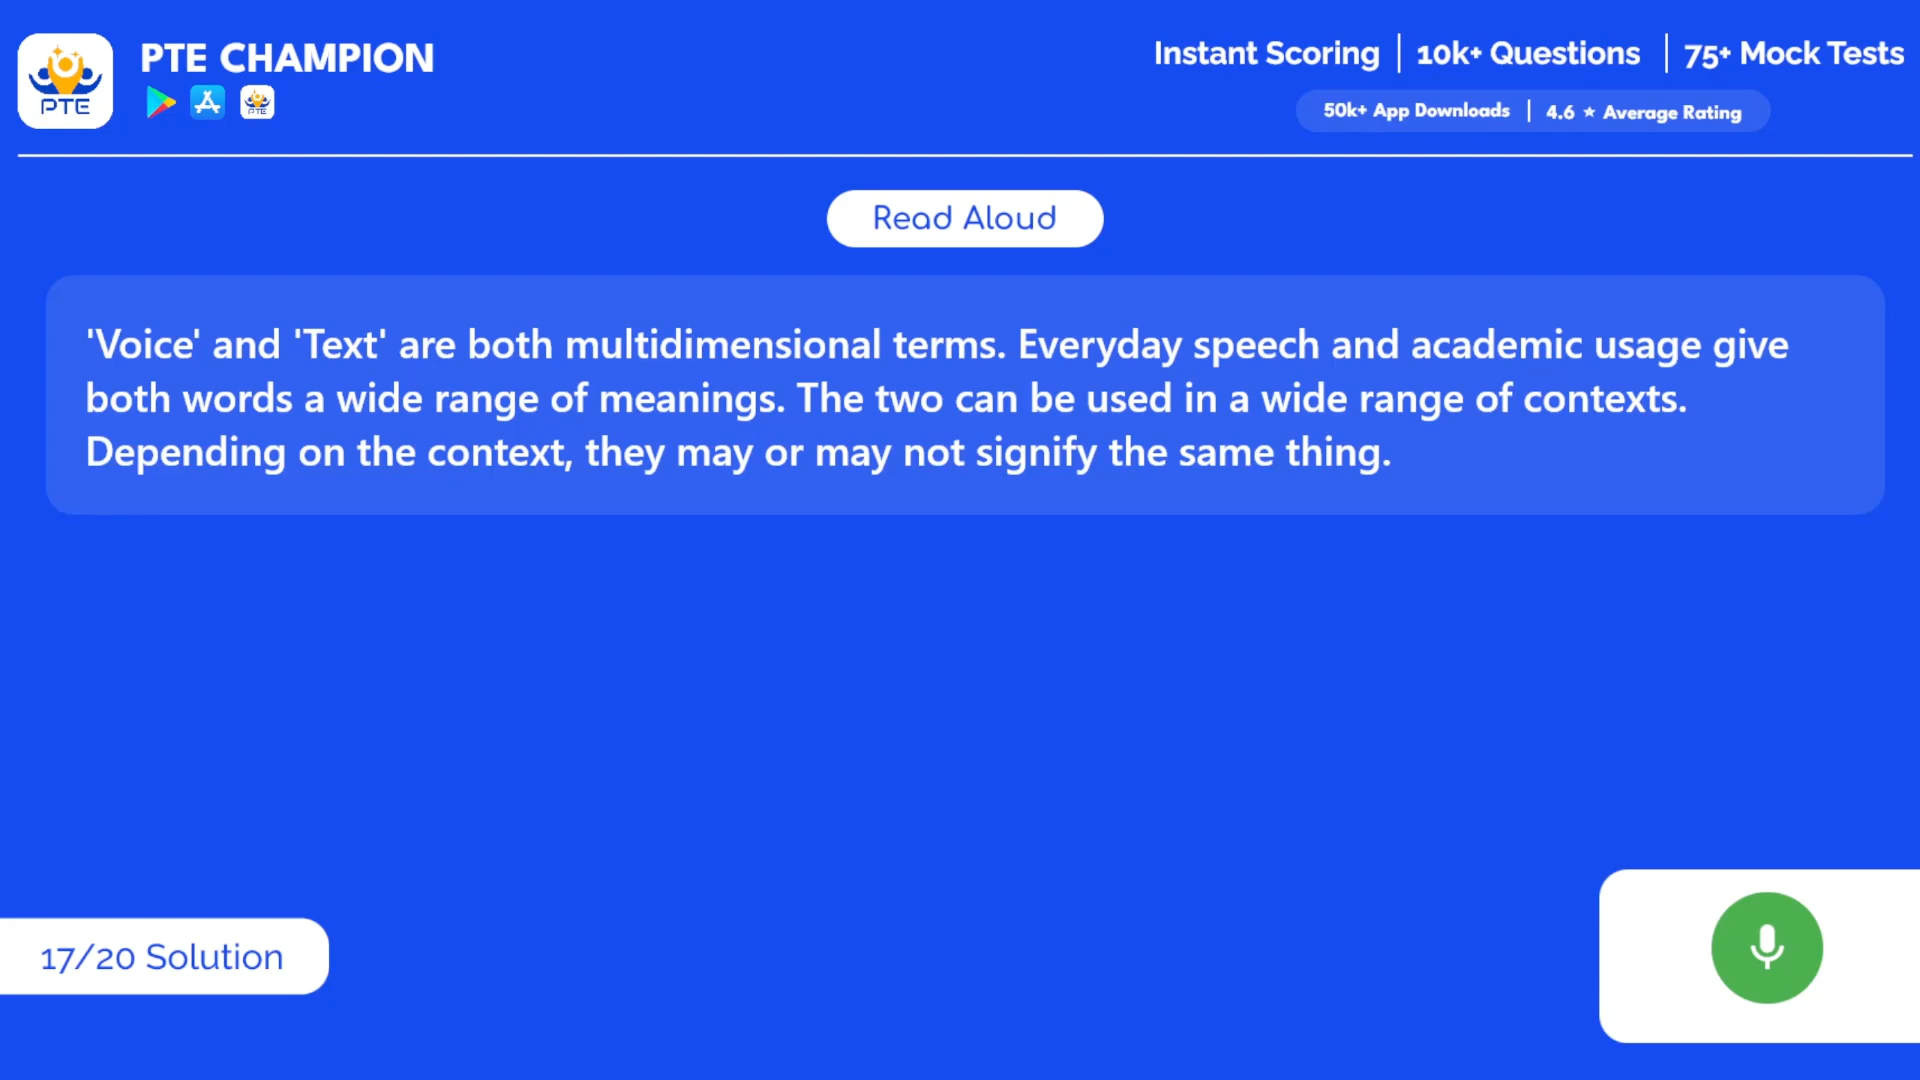 PTE CHAMPION
PTE
PTE
Instant Scoring | 10k+ Questions | 75+ Mock Tests
50k+ App Downloads | 4.6 ★ Average Rating
Read Aloud
'Voice' and 'Text' are both multidimensional terms. Everyday speech and academic usage give
both words a wide range of meanings. The two can be used in a wide range of contexts.
Depending on the context, they may or may not signify the same thing.
17/20 Solution